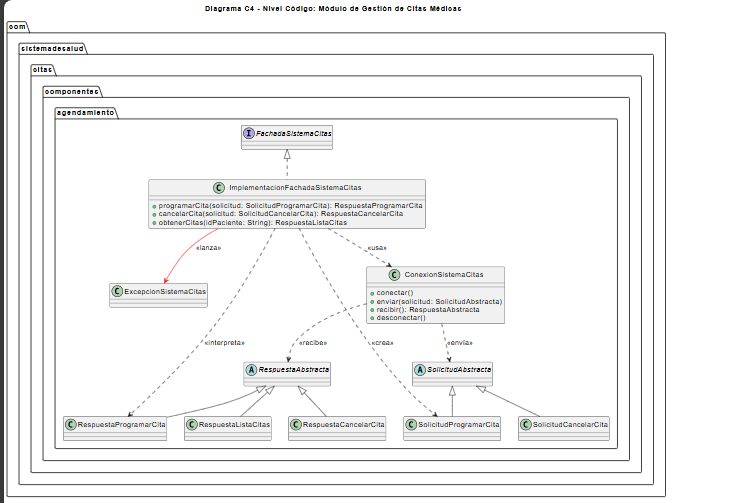 Diagrama C4 - Nivel Código: Módulo de Gestión de Citas Médicas
com
sistemadesalud
citas
componentes
agendamiento
I FachadaSistemaCitas
C ImplementacionFachadaSistemaCitas
programarCita(solicitud: SolicitudProgramarCita): RespuestaProgramarCita
cancelarCita(solicitud: SolicitudCancelarCita): RespuestaCancelarCita
obtenerCitas(idPaciente: String): RespuestaListaCitas
«lanza»
«usa»
C ExcepcionSistemaCitas
C ConexionSistemaCitas
conectar()
enviar(solicitud: SolicitudAbstracta)
recibir(): RespuestaAbstracta
desconectar()
«interpreta»
«recibe»
«crea»
«envía»
A RespuestaAbstracta
A SolicitudAbstracta
C RespuestaProgramarCita
C RespuestaListaCitas
C RespuestaCancelarCita
C SolicitudProgramarCita
C SolicitudCancelarCita